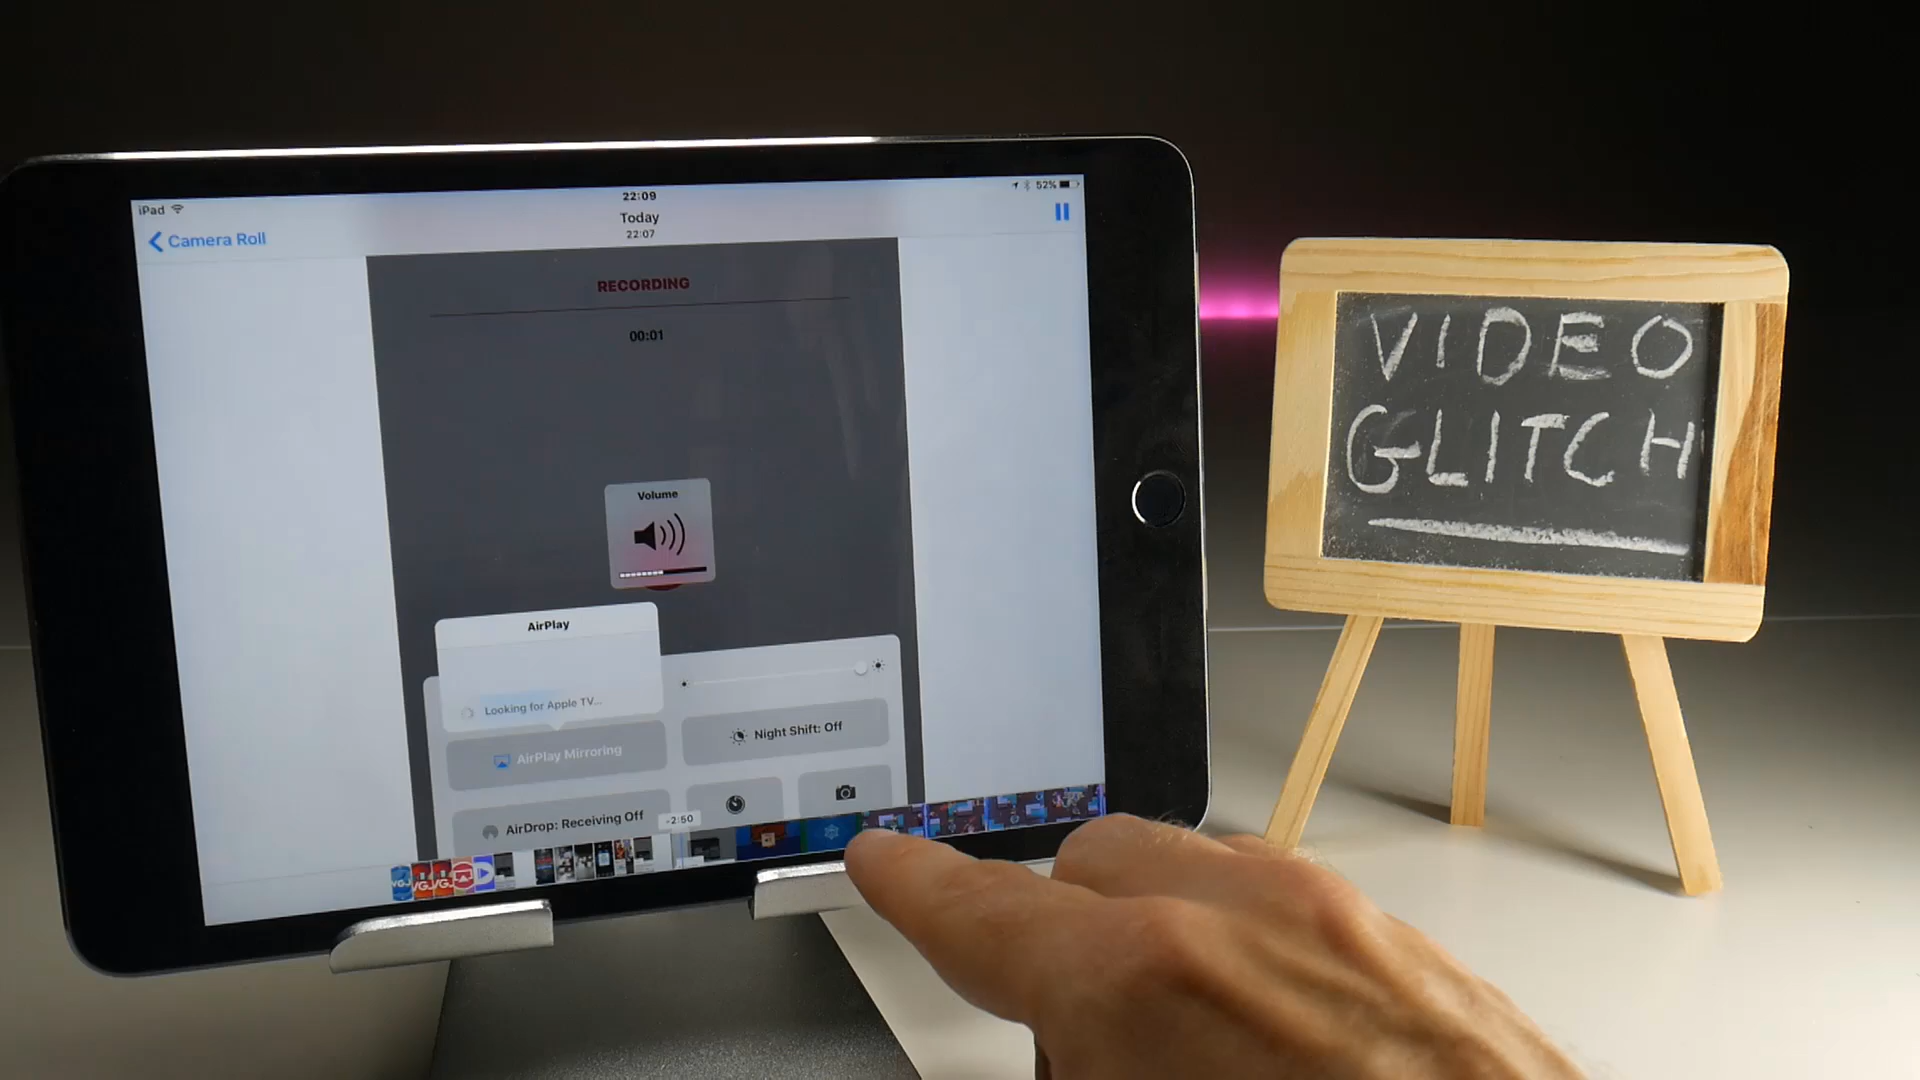 iPad
22:09
52%
Camera Roll
Today
22:07
RECORDING
00:01
Volume
AirPlay
Looking for Apple TV...
AirPlay Mirroring
Night Shift: Off
AirDrop: Receiving Off
-2:50
VIDEO
GLITCH